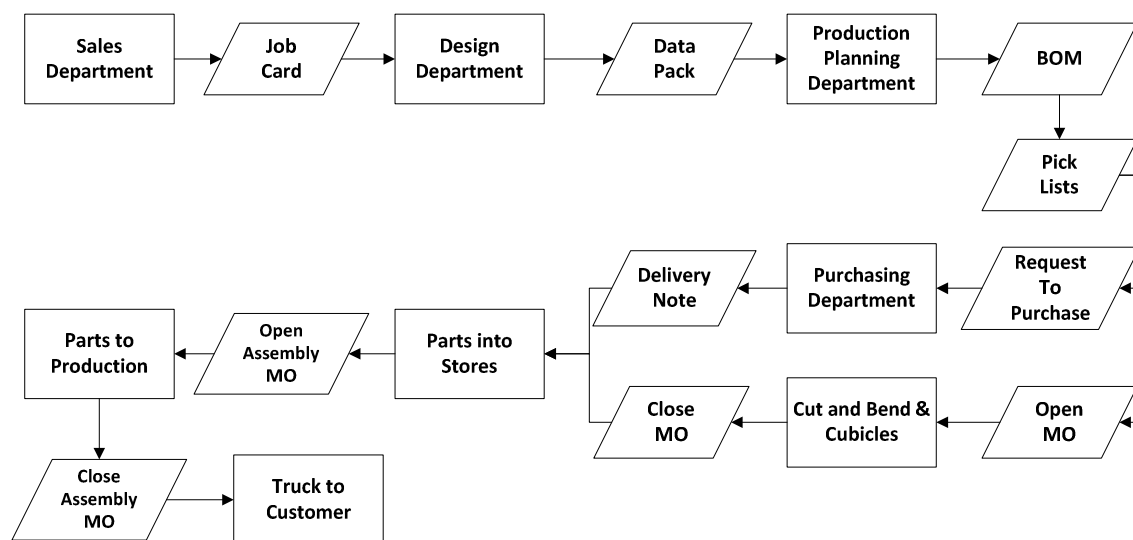 Sales
Department
Job
Card
Design
Department
Data
Pack
Production
Planning
Department
BOM
Pick
Lists
Delivery
Note
Purchasing
Department
Request
To
Purchase
Parts to
Production
Open
Assembly
MO
Parts into
Stores
Close
MO
Cut and Bend &
Cubicles
Open
MO
Close
Assembly
MO
Truck to
Customer